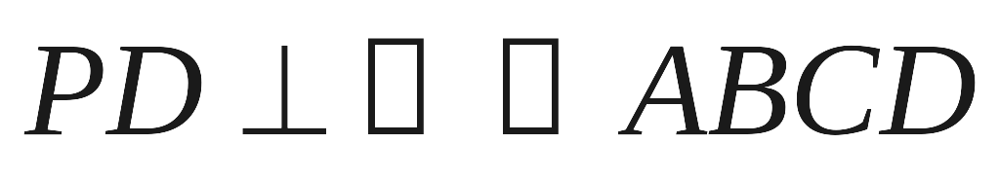 PD ⊥ ▯ ▯ ABCD